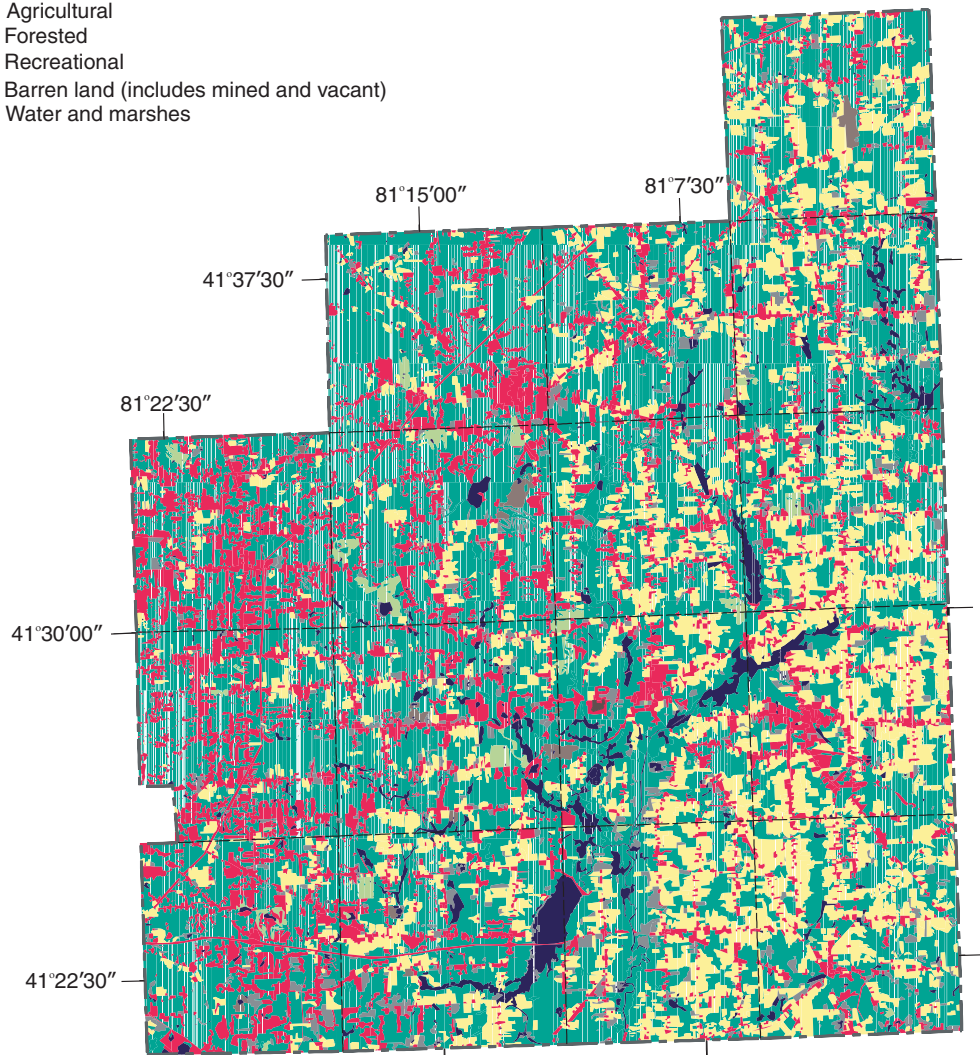 Agricultural
Forested
Recreational
Barren land (includes mined and vacant)
Water and marshes
81°7'30"
81°15'00"
41°37'30"
81°22'30"
41°30'00"
41°22'30"